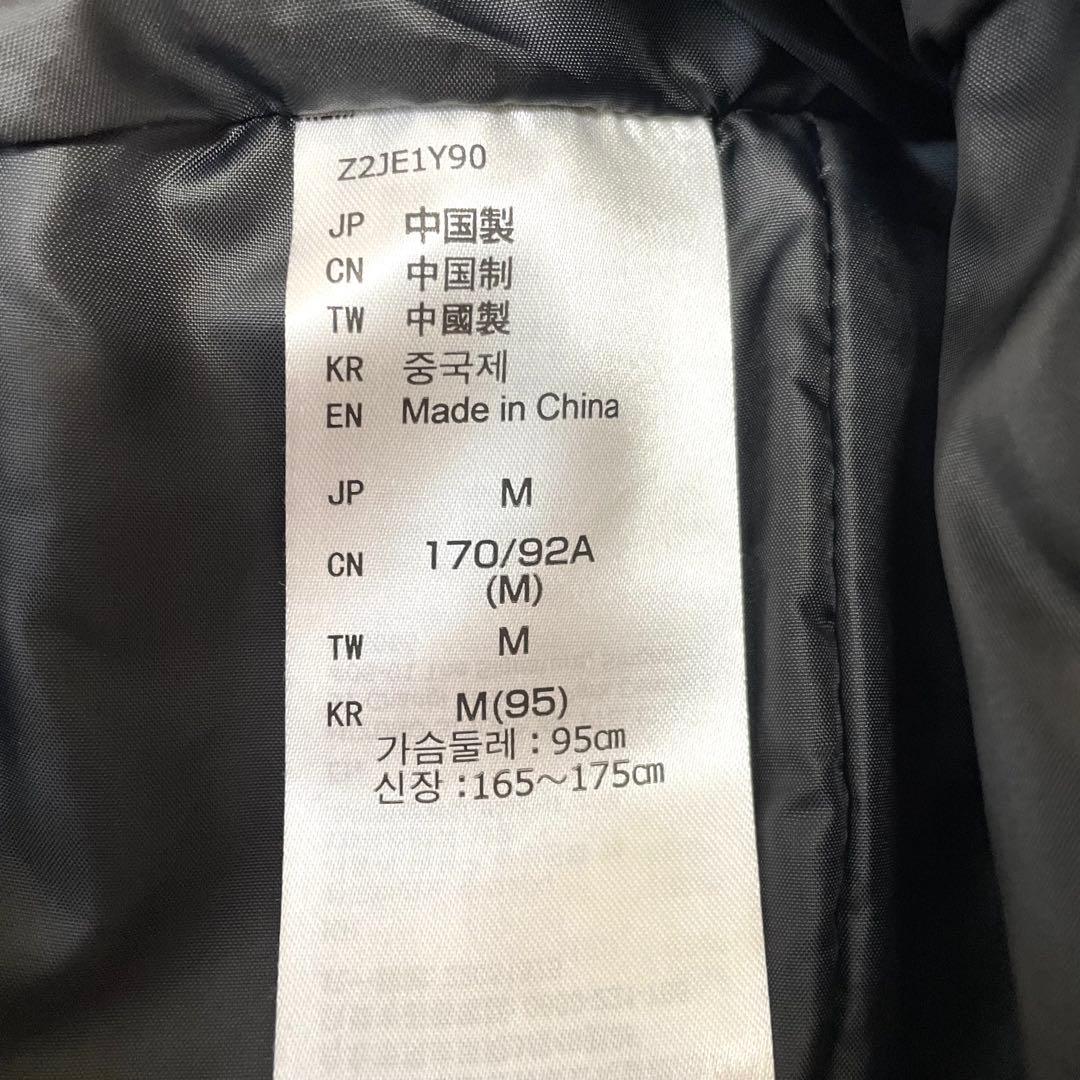 Z2JE1Y90
JP 中国製
CN 中国制
TW 中國製
KR 중국제
EN Made in China
JP M
CN 170/92A
(M)
TW M
KR M(95)
가슴둘레 : 95㎝
신장 :165～175㎝